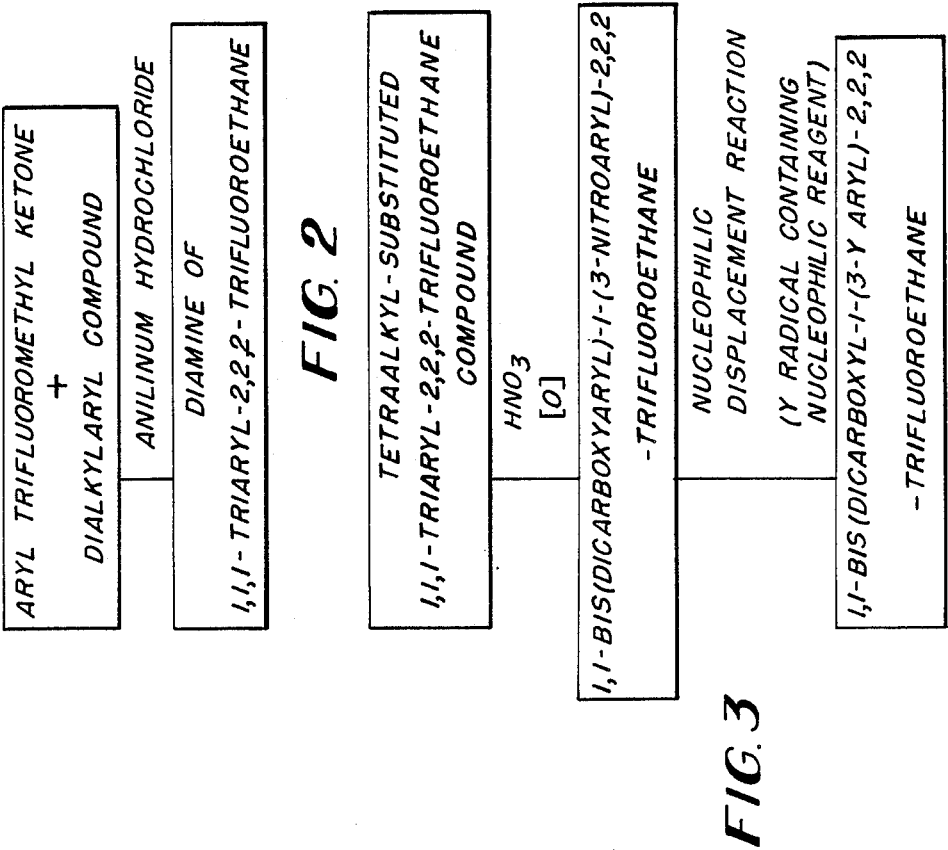 ARYL TRIFLUROMETHYL KETONE
+
DIALKYLARY COMPOUND
ANILINUM HYDROCHLORIDE
DIAMINE OF
1,1,1-TRIARYL-2,2,2-TRIFLUOROETHANE
FIG. 2
TETRAALKYL-SUBSTITUTED
1,1,1-TRIARYL-2,2,2-TRIFLUOROETHANE
COMPOUND
HNO3
[O]
1,1-BIS(DICARBOXYARYL)-1-(3-NITROARYL)-2,2,2
-TRIFLUOROETHANE
NUCLEOPHILIC
DISPLACEMENT REACTION
(Y RADICAL CONTAINING
NUCLEOPHILIC REAGENT)
1,1-BIS(DICARBOXYL-1-(3-Y ARYL)-2,2,2
-TRIFLUOROETHANE
FIG. 3